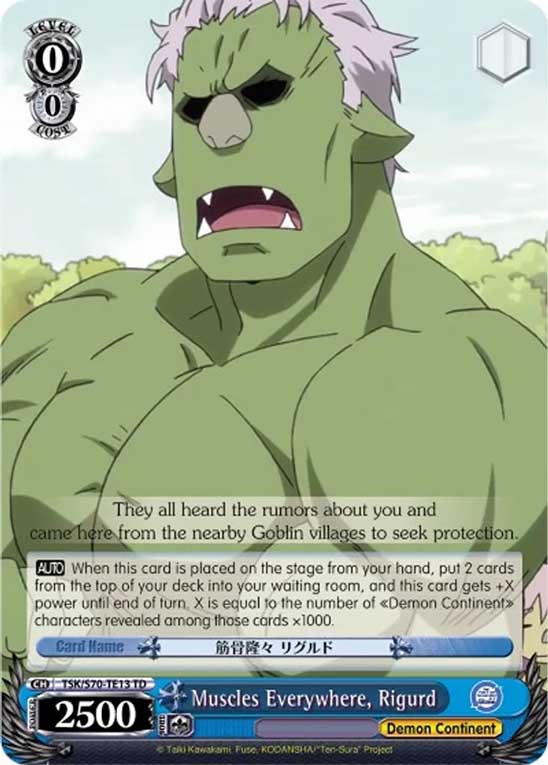 LEVEL
0
0
COST
They all heard the rumors about you and
came here from the nearby Goblin villages to seek protection.
AUTO When this card is placed on the stage from your hand, put 2 cards
from the top of your deck into your waiting room, and this card gets +X
power until end of turn. X is equal to the number of «Demon Continent»
characters revealed among those cards ×1000.
Card Name 筋骨隆々 リグルド
CH TSK/S70-TE13 TD
Muscles Everywhere, Rigurd
POWER 2500 SOUL
Demon Continent
© Taiki Kawakami, Fuse, KODANSHA/"Ten-Sura" Project